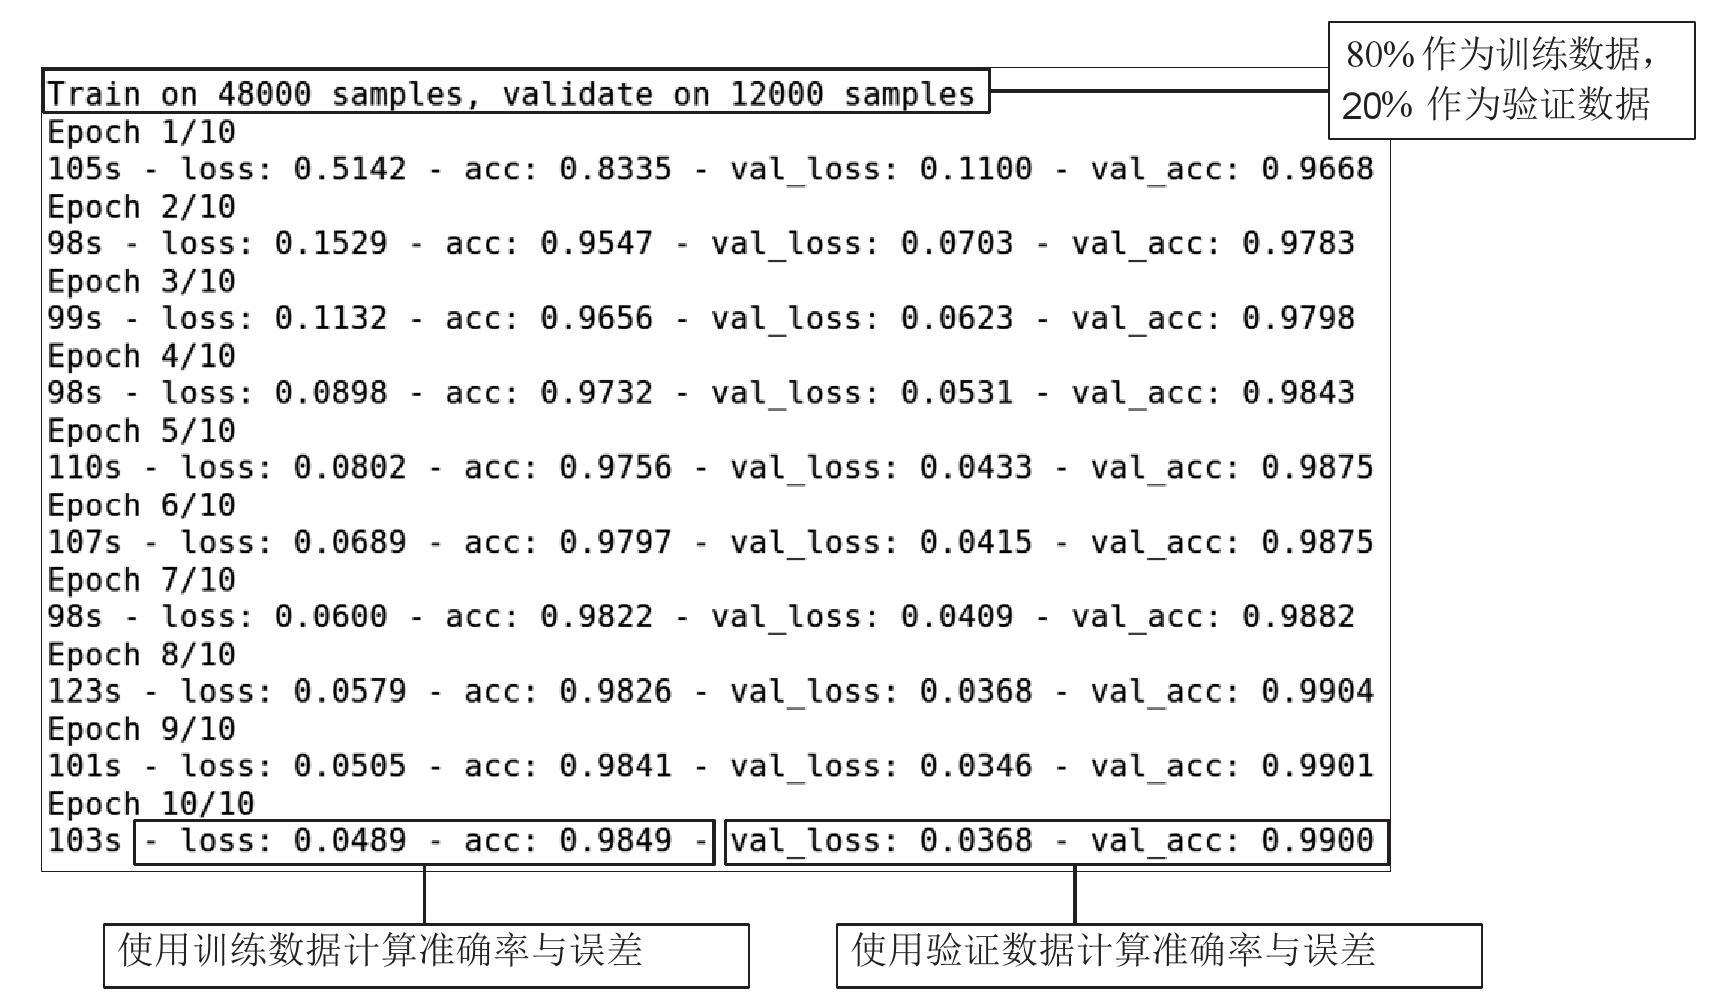 80%作为训练数据，
20% 作为验证数据
Train on 48000 samples, validate on 12000 samples
Epoch 1/10
105s - loss: 0.5142 - acc: 0.8335 - val_loss: 0.1100 - val_acc: 0.9668
Epoch 2/10
98s - loss: 0.1529 - acc: 0.9547 - val_loss: 0.0703 - val_acc: 0.9783
Epoch 3/10
99s - loss: 0.1132 - acc: 0.9656 - val_loss: 0.0623 - val_acc: 0.9798
Epoch 4/10
98s - loss: 0.0898 - acc: 0.9732 - val_loss: 0.0531 - val_acc: 0.9843
Epoch 5/10
110s - loss: 0.0802 - acc: 0.9756 - val_loss: 0.0433 - val_acc: 0.9875
Epoch 6/10
107s - loss: 0.0689 - acc: 0.9797 - val_loss: 0.0415 - val_acc: 0.9875
Epoch 7/10
98s - loss: 0.0600 - acc: 0.9822 - val_loss: 0.0409 - val_acc: 0.9882
Epoch 8/10
123s - loss: 0.0579 - acc: 0.9826 - val_loss: 0.0368 - val_acc: 0.9904
Epoch 9/10
101s - loss: 0.0505 - acc: 0.9841 - val_loss: 0.0346 - val_acc: 0.9901
Epoch 10/10
103s - loss: 0.0489 - acc: 0.9849 - val_loss: 0.0368 - val_acc: 0.9900
使用训练数据计算准确率与误差
使用验证数据计算准确率与误差